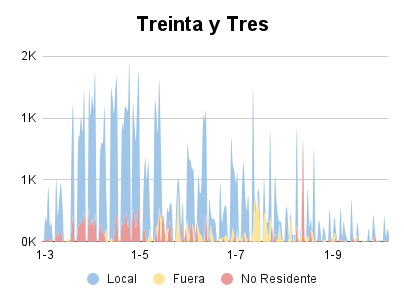 Treinta y Tres
2K
1K
1K
0K
1-3 1-5 1-7 1-9
Local Fuera No Residente